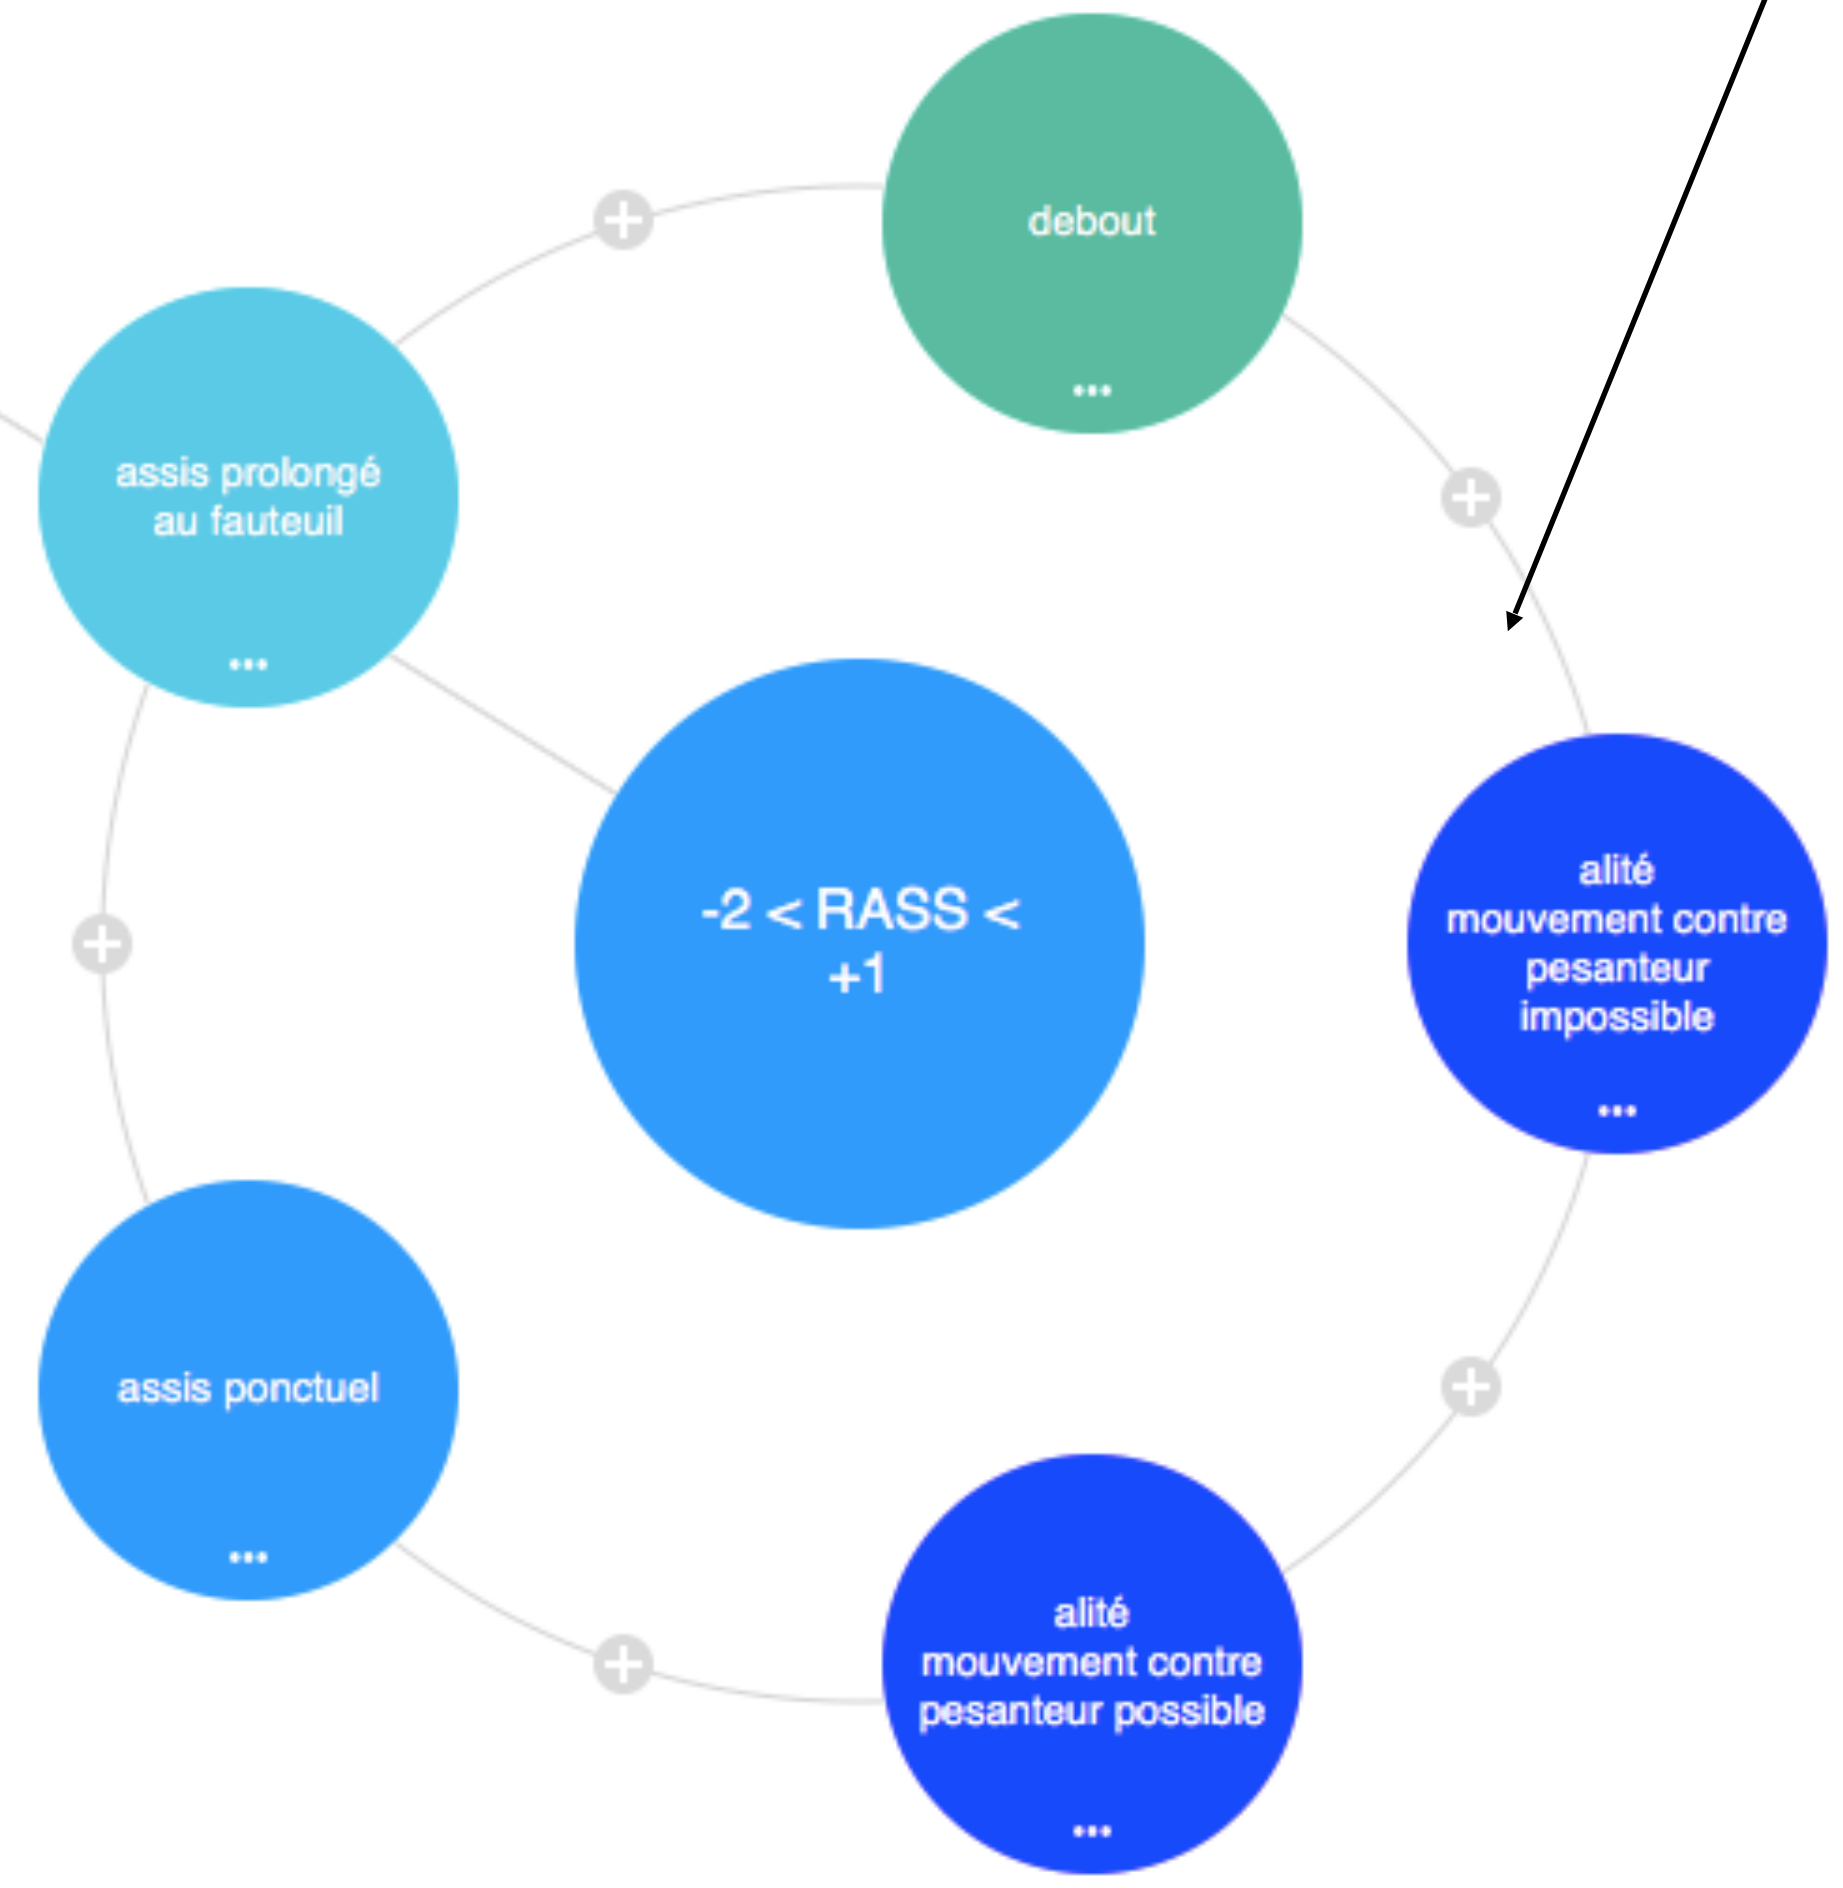 debout
...
assis prolongé
au fauteuil
...
-2 < RASS <
+1
alité
mouvement contre
pesanteur
impossible
...
assis ponctuel
...
alité
mouvement contre
pesanteur possible
...